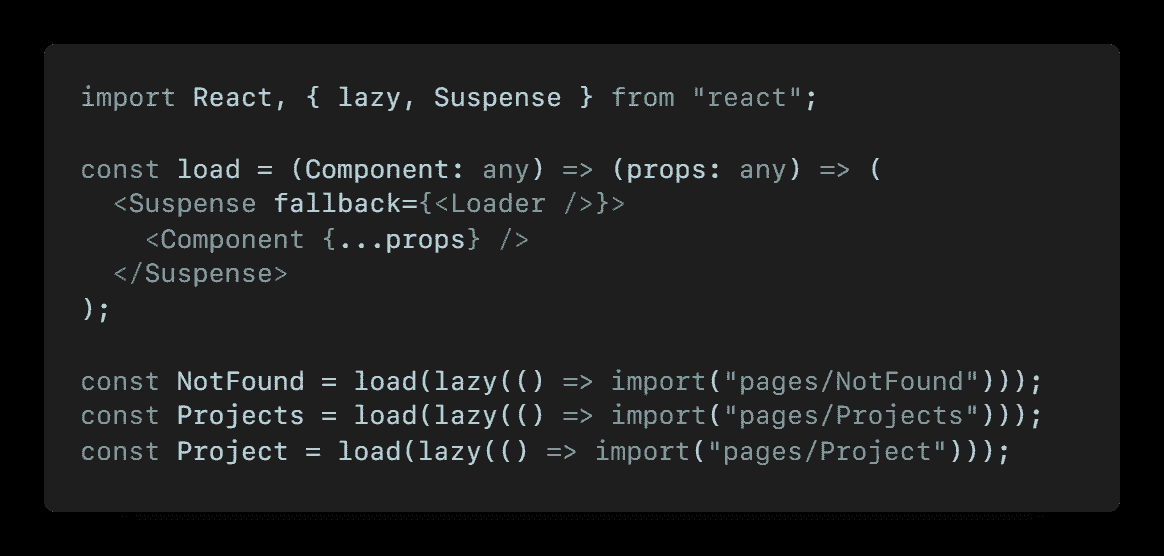 import React, { lazy, Suspense } from "react";
const load = (Component: any) => (props: any) => (
<Suspense fallback={<Loader />}>
<Component {...props} />
</Suspense>
);
const NotFound = load(lazy(() => import("pages/NotFound")));
const Projects = load(lazy(() => import("pages/Projects")));
const Project = load(lazy(() => import("pages/Project")));